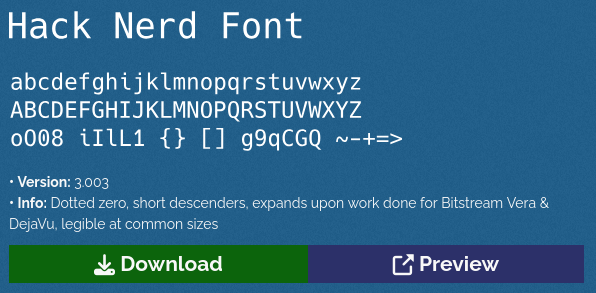 Hack Nerd Font
abcdefghijklmnopqrstuvwxyz
ABCDEFGHIJKLMNOPQRSTUVWXYZ
oO08 iIlL1 {} [] g9qCGQ ~-+=>
• Version: 3.003
• Info: Dotted zero, short descenders, expands upon work done for Bitstream Vera &
DejaVu, legible at common sizes
Download
Preview